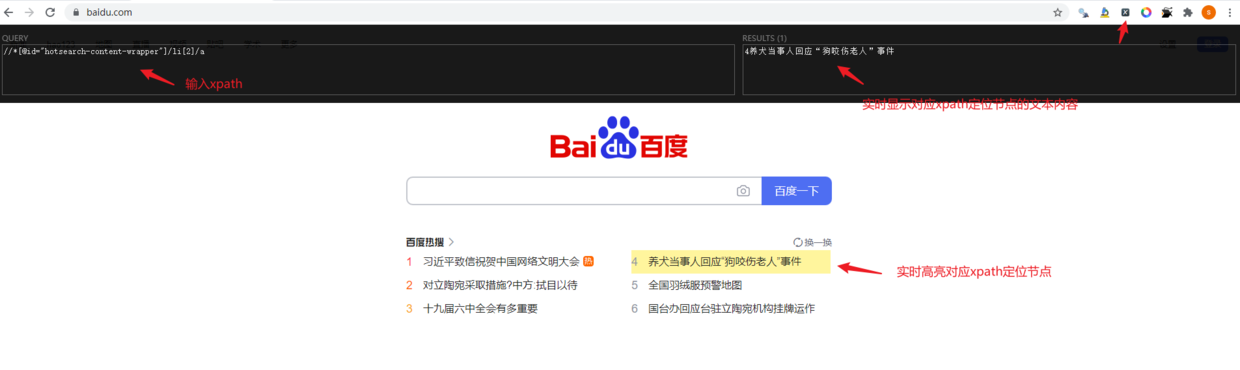 baidu.com
QUERY
RESULTS (1)
//*[@id="hotsearch-content-wrapper"]/li[2]/a
4养犬当事人回应“狗咬伤老人”事件
输入xpath
实时显示对应xpath定位节点的文本内容
Bai du 百度
百度一下
百度热搜
换一换
1 习近平致信祝贺中国网络文明大会 热
4 养犬当事人回应“狗咬伤老人”事件
实时高亮对应xpath定位节点
2 对立陶宛采取措施?中方:拭目以待
5 全国羽绒服预警地图
3 十九届六中全会有多重要
6 国台办回应台驻立陶宛机构挂牌运作